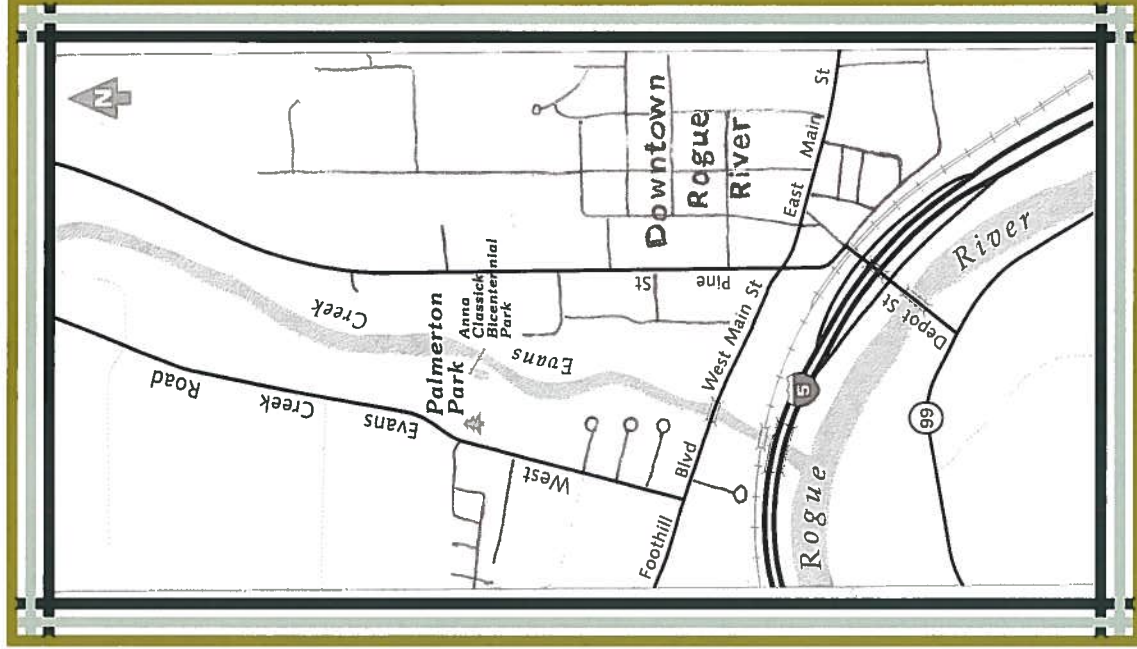 N
Road
Creek
Evans
West
Evans
Creek
Palmerton
Park
Anna
Classick
Bicentennial
Park
Downtown
Rogue
River
Pine St
Foothill Blvd
West Main St
East Main St
5
Depot St
Rogue River
99